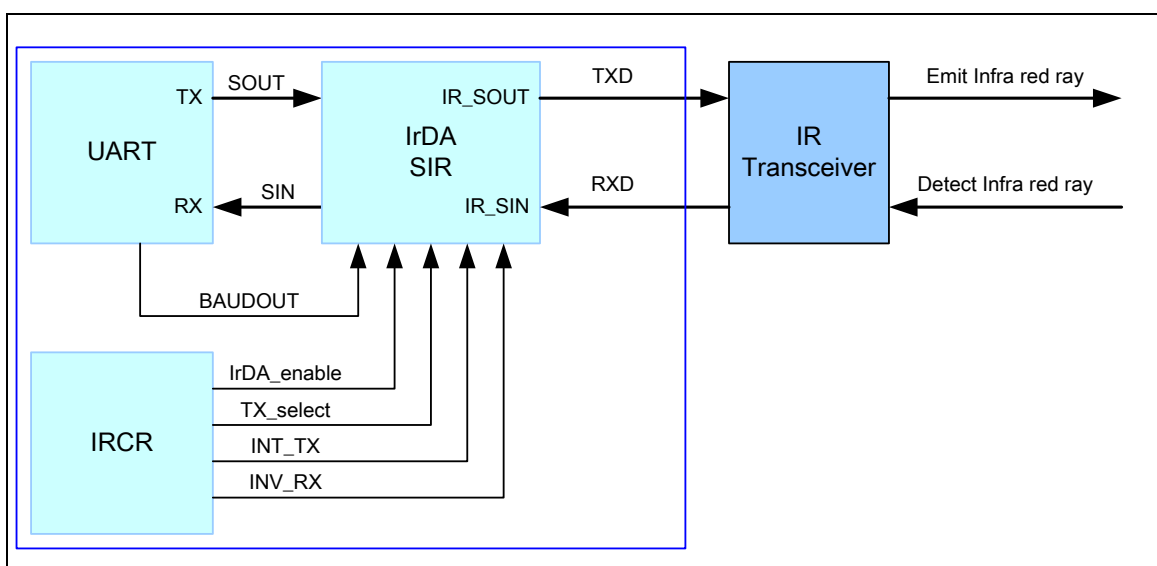 TX
SOUT
IR_SOUT
TXD
Emit Infra red ray
UART
IrDA
SIR
IR
Transceiver
RX
SIN
IR_SIN
RXD
Detect Infra red ray
BAUDOUT
IRCR
IrDA_enable
TX_select
INT_TX
INV_RX